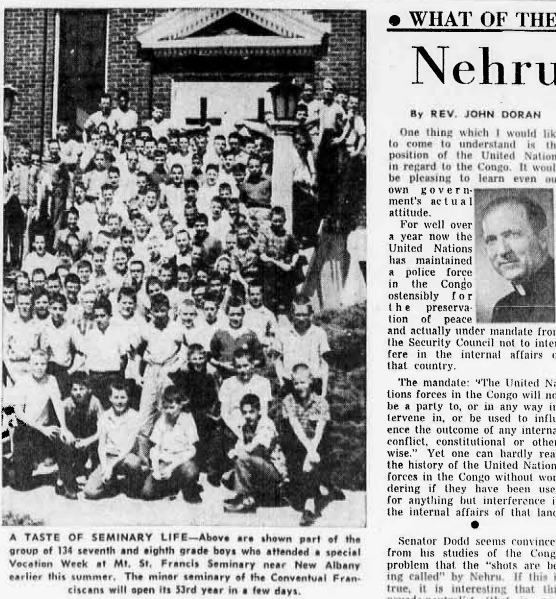 A TASTE OF SEMINARY LIFE—Above are shown part of the
group of 134 seventh and eighth grade boys who attended a special
Vocation Week at Mt. St. Francis Seminary near New Albany
earlier this summer. The minor seminary of the Conventual Fran-
ciscans will open its 53rd year in a few days.
● WHAT OF THE
Nehru
By REV. JOHN DORAN
One thing which I would lik
to come to understand is th
position of the United Nation
in regard to the Congo. It woul
be pleasing to learn even ou
own govern-
ment's actual
attitude.
For well over
a year now the
United Nations
has maintained
a police force
in the Congo
ostensibly for
the preserva-
tion of peace
and actually under mandate from
the Security Council not to inter
fere in the internal affairs o
that country.
The mandate: "The United Na
tions forces in the Congo will no
be a party to, or in any way in
tervene in, or be used to influ
ence the outcome of any interna
conflict, constitutional or other
wise." Yet one can hardly rea
the history of the United Nation
forces in the Congo without won
dering if they have been use
for anything but interference i
the internal affairs of that land
●
Senator Dodd seems convince
from his studies of the Cong
problem that the "shots are be
ing called" by Nehru. If this i
true, it is interesting that